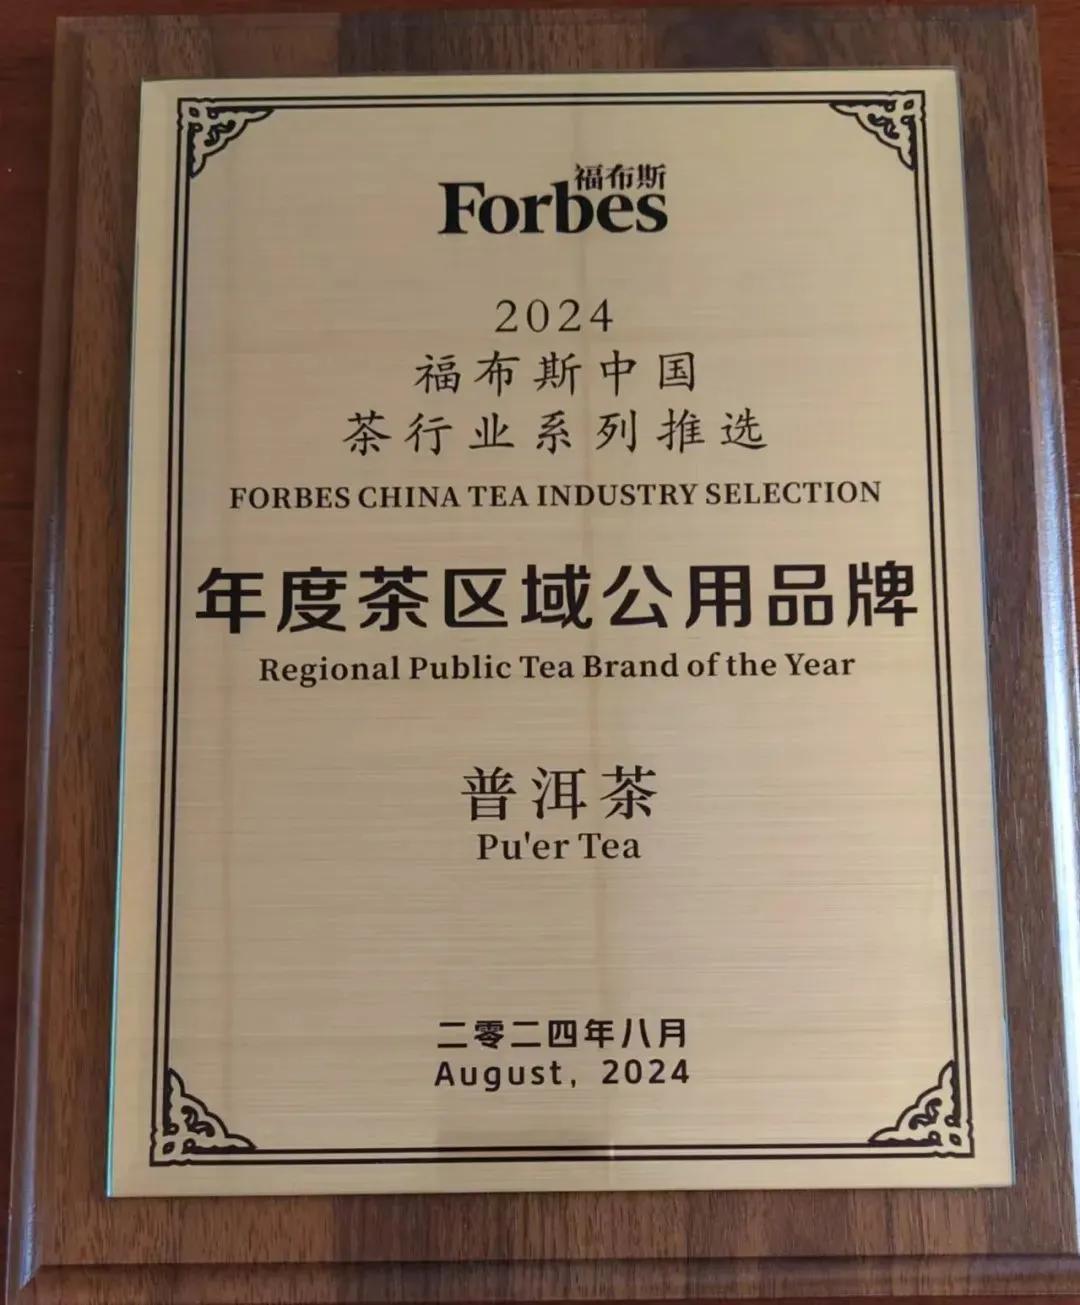 福布斯
Forbes
2024
福布斯中国
茶行业系列推选
FORBES CHINA TEA INDUSTRY SELECTION
年度茶区域公用品牌
Regional Public Tea Brand of the Year
普洱茶
Pu'er Tea
二零二四年八月
August, 2024